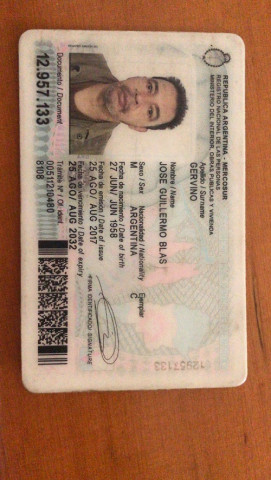 REPUBLICA ARGENTINA - MERCOSUR
REGISTRO NACIONAL DE LAS PERSONAS
MINISTERIO DEL INTERIOR, OBRAS PUBLICAS Y VIVIENDA
Apellido / Surname
GERVINO
Nombre / Name
JOSE GUILLERMO BLAS
Sexo / Sex
Nacionalidad / Nationality
Ejemplar
M
ARGENTINA
C
Fecha de nacimiento / Date of birth
27 JUN/ JUN 1958
Fecha de emisión / Date of issue
25 AGO/ AUG 2017
Fecha de vencimiento / Date of expiry
25 AGO/ AUG 2032
FIRMA IDENTIFICADO / SIGNATURE
Documento / Document
12.957.133
Trámite Nº / Of. ident.
00511210480
8108
12957133